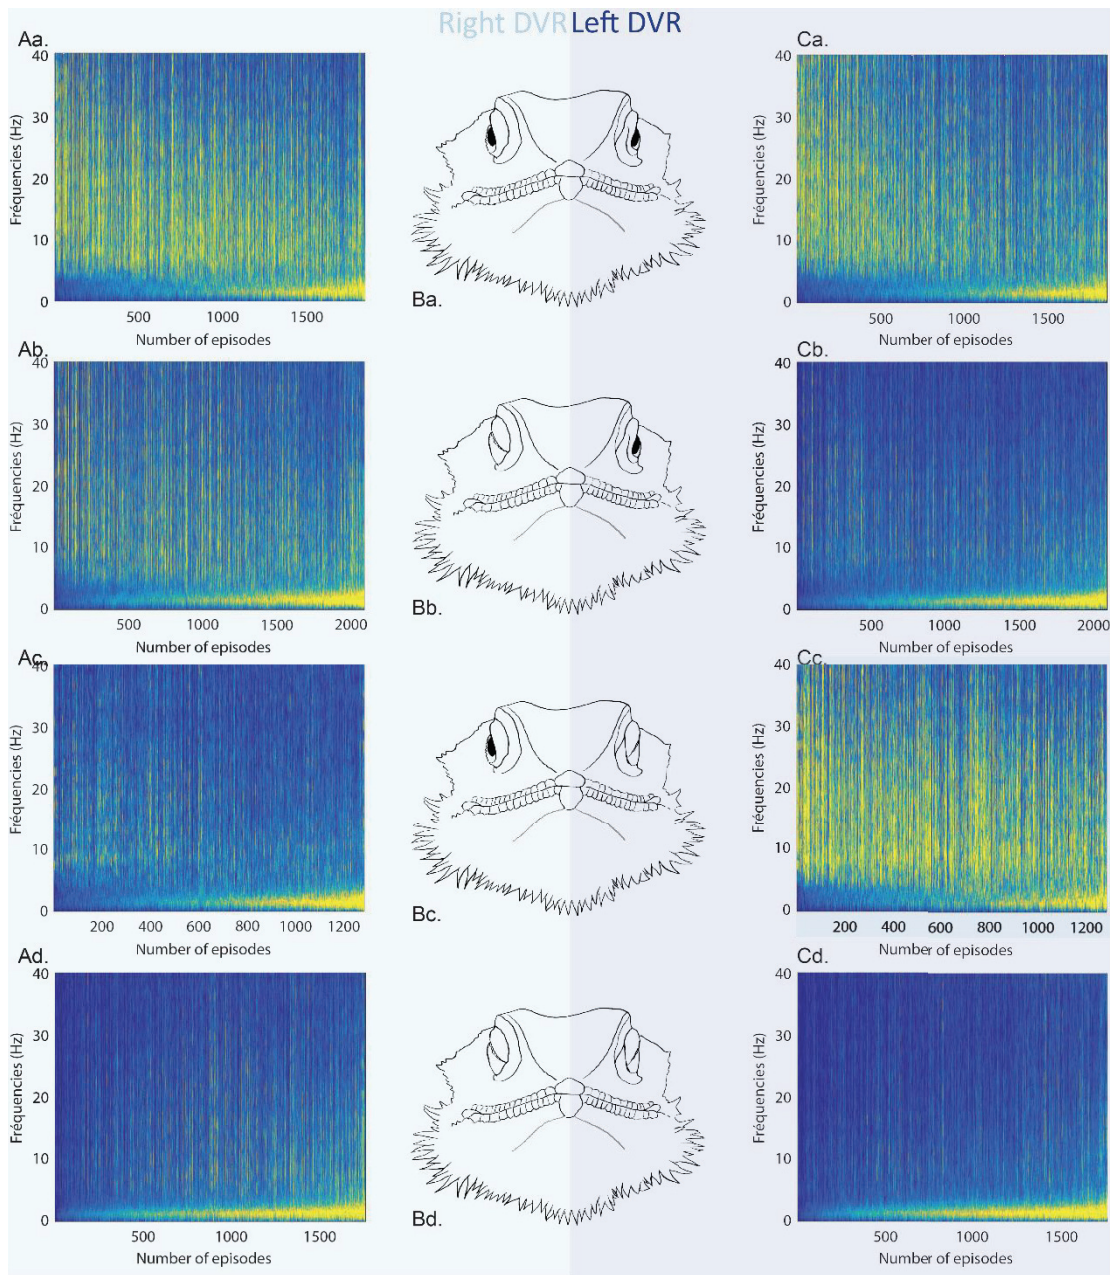 Right DVR Left DVR
Aa.
Ca.
40
30
20
10
0
Fréquencies (Hz)
500 1000 1500
Number of episodes
Ba.
40
30
20
10
0
Fréquencies (Hz)
500 1000 1500
Number of episodes
Ab.
Cb.
40
30
20
10
0
Fréquencies (Hz)
500 1000 1500 2000
Number of episodes
Bb.
40
30
20
10
0
Fréquencies (Hz)
500 1000 1500 2000
Number of episodes
Ac.
Cc.
40
30
20
10
0
Fréquencies (Hz)
200 400 600 800 1000 1200
Number of episodes
Bc.
40
30
20
10
0
Fréquencies (Hz)
200 400 600 800 1000 1200
Number of episodes
Ad.
Cd.
40
30
20
10
0
Fréquencies (Hz)
500 1000 1500
Number of episodes
Bd.
40
30
20
10
0
Fréquencies (Hz)
500 1000 1500
Number of episodes